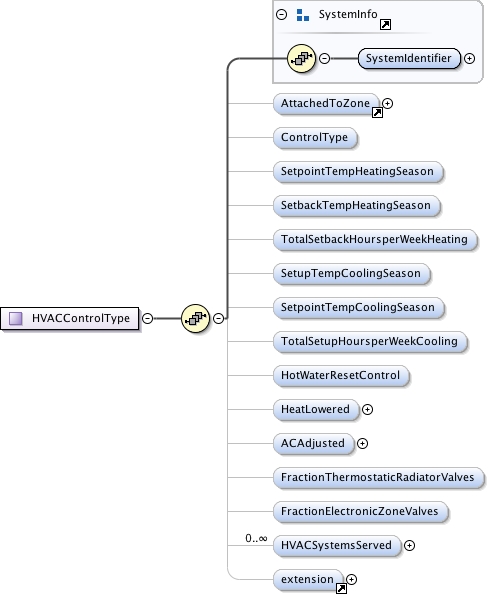 SystemInfo
SystemIdentifier
AttachedToZone
ControlType
SetpointTempHeatingSeason
SetbackTempHeatingSeason
TotalSetbackHoursperWeekHeating
SetupTempCoolingSeason
SetpointTempCoolingSeason
HVACControlType
TotalSetupHoursperWeekCooling
HotWaterResetControl
HeatLowered
ACAdjusted
FractionThermostaticRadiatorValves
FractionElectronicZoneValves
0..∞
HVACSystemsServed
extension